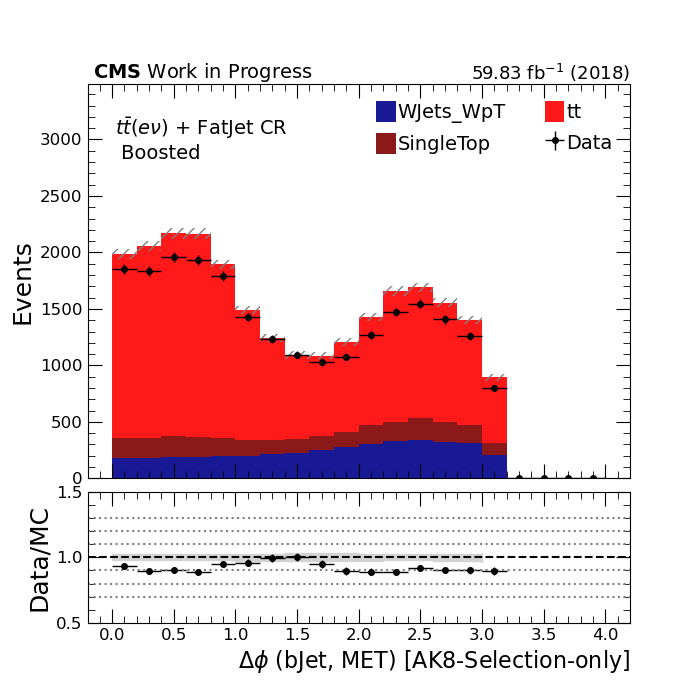 CMS Work in Progress 59.83 fb⁻¹ (2018)
tt̄(eν) + FatJet CR
Boosted
WJets_WpT tt
SingleTop Data
Events
3000
2500
2000
1500
1000
500
0
Data/MC
1.5
1.0
0.5
0.0 0.5 1.0 1.5 2.0 2.5 3.0 3.5 4.0
Δϕ (bJet, MET) [AK8-Selection-only]